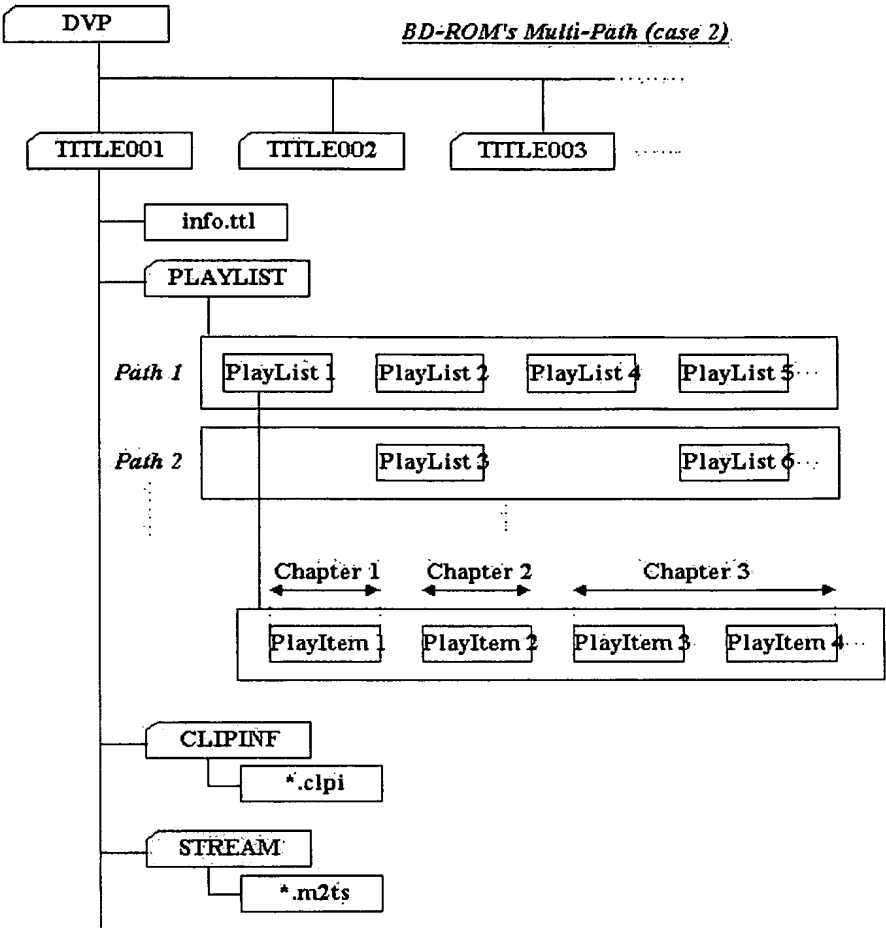 DVP
BD-ROM's Multi-Path (case 2)
TITLE001 TITLE002 TITLE003
info.ttl
PLAYLIST
Path 1 PlayList 1 PlayList 2 PlayList 4 PlayList 5
Path 2 PlayList 3 PlayList 6
Chapter 1 Chapter 2 Chapter 3
PlayItem 1 PlayItem 2 PlayItem 3 PlayItem 4
CLIPINF
*.clpi
STREAM
*.m2ts